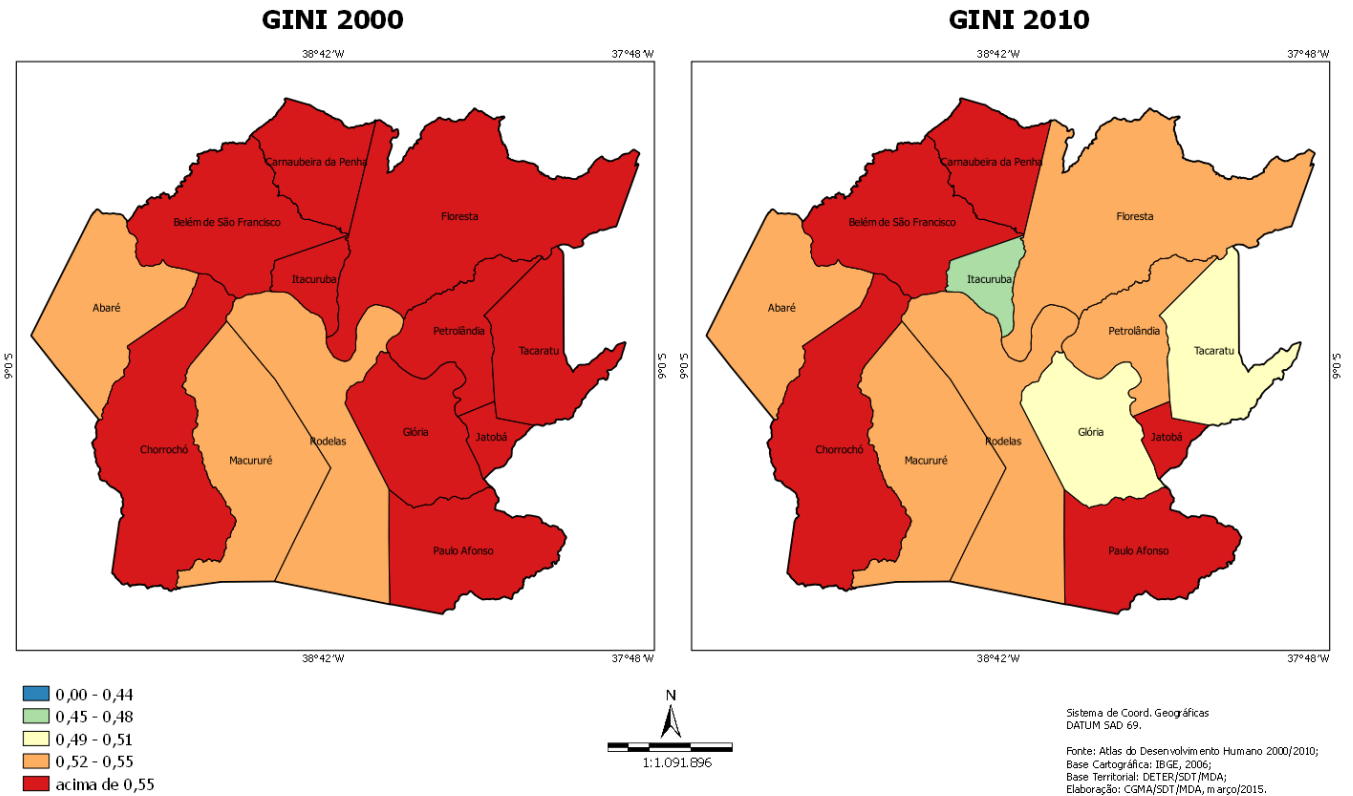 GINI 2000
GINI 2010
38°42'W
37°48'W
38°42'W
37°48'W
Carnaubeira da Penha
Belém de São Francisco
Floresta
Itacuruba
Abaré
Petrolândia
Tacaratu
9°0'S
9°0'S
Rodelas
Glória
Jatobá
Chorrochó
Macururé
Paulo Afonso
Carnaubeira da Penha
Belém de São Francisco
Floresta
Itacuruba
Abaré
Petrolândia
Tacaratu
9°0'S
9°0'S
Rodelas
Glória
Jatobá
Chorrochó
Macururé
Paulo Afonso
38°42'W
37°48'W
38°42'W
37°48'W
0,00 - 0,44
0,45 - 0,48
0,49 - 0,51
0,52 - 0,55
acima de 0,55
N
1:1.091.896
Sistema de Coord. Geográficas
DATUM SAD 69.
Fonte: Atlas do Desenvolvimento Humano 2000/2010;
Base Cartográfica: IBGE, 2006;
Base Territorial: DETER/SDT/MDA;
Elaboração: CGMA/SDT/MDA, março/2015.